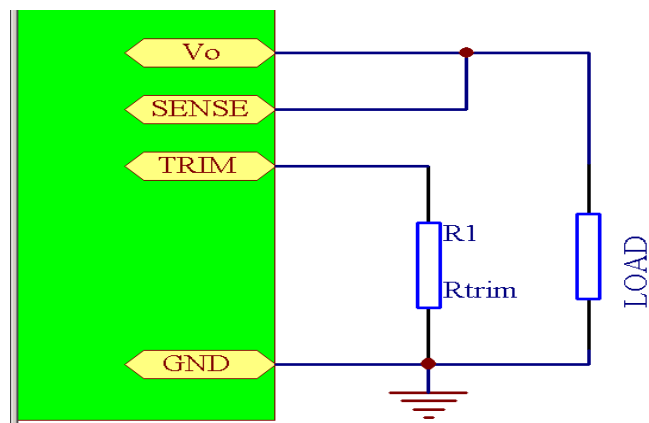 Vo
SENSE
TRIM
R1
Rtrim
LOAD
GND